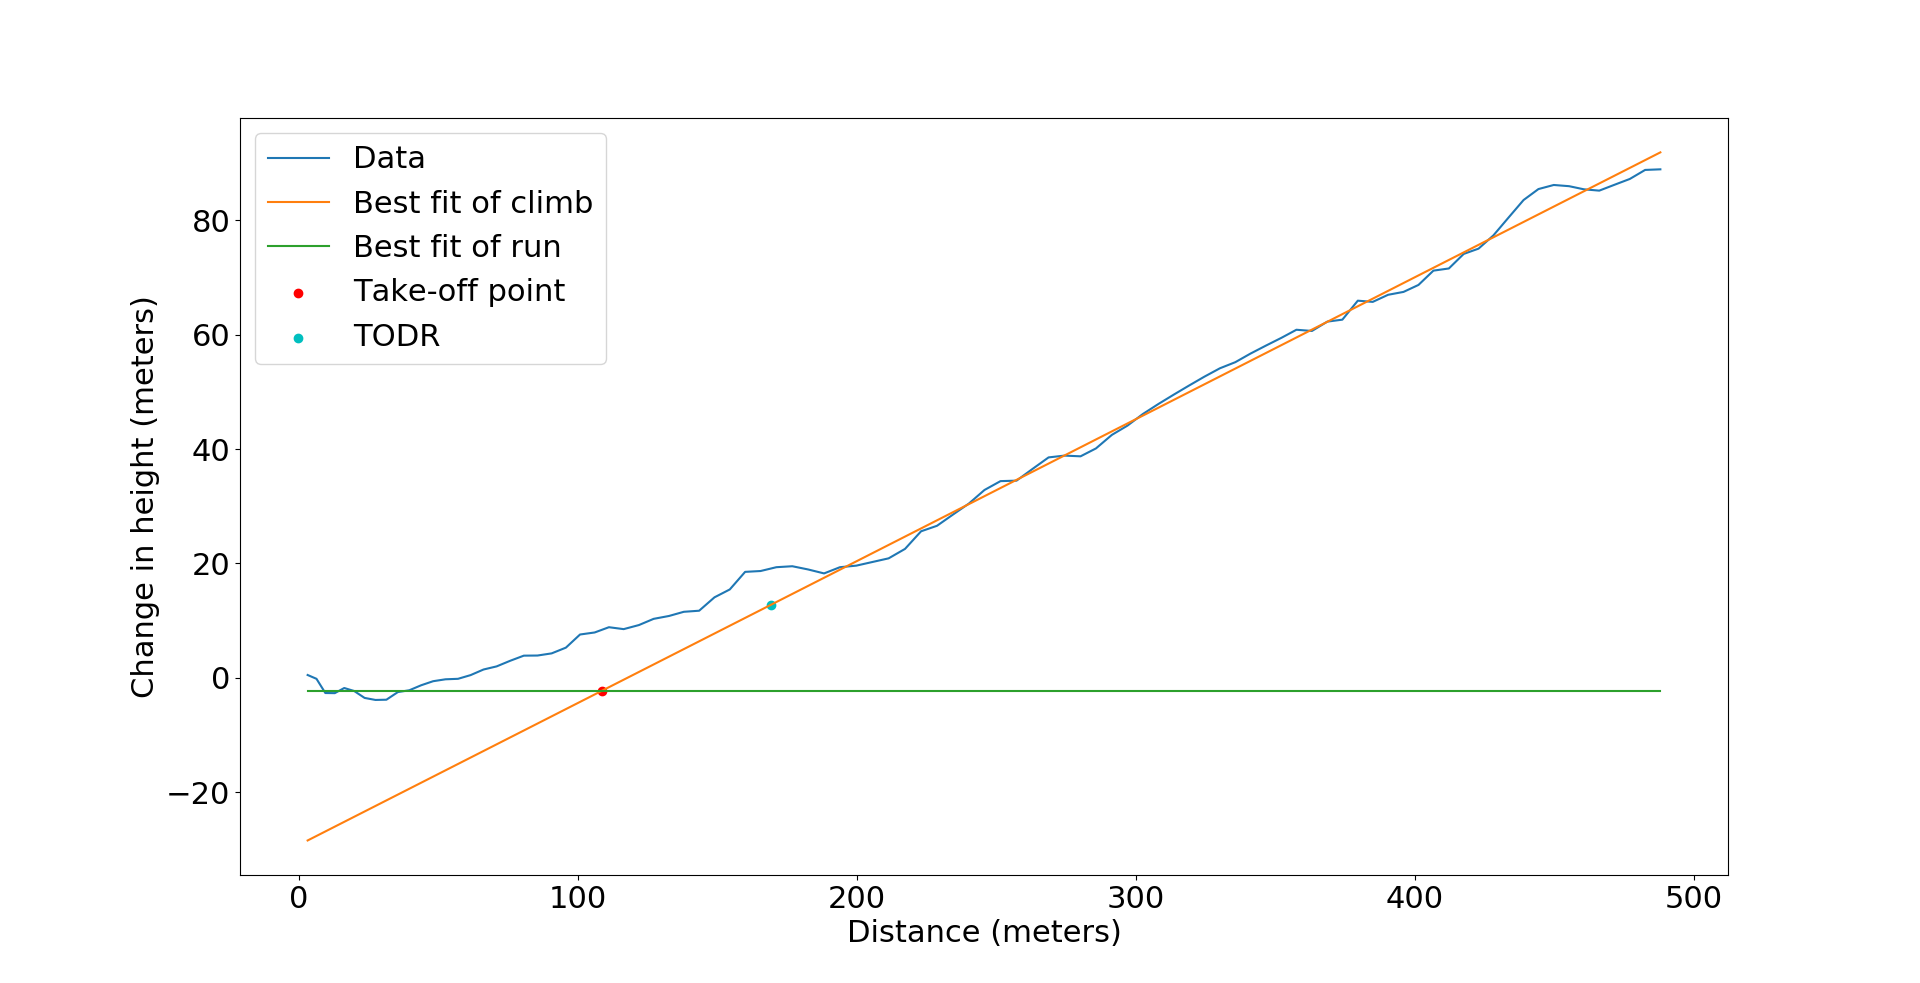 Data
Best fit of climb
Best fit of run
Take-off point
TODR
Change in height (meters)
80
60
40
20
0
−20
0 100 200 300 400 500
Distance (meters)